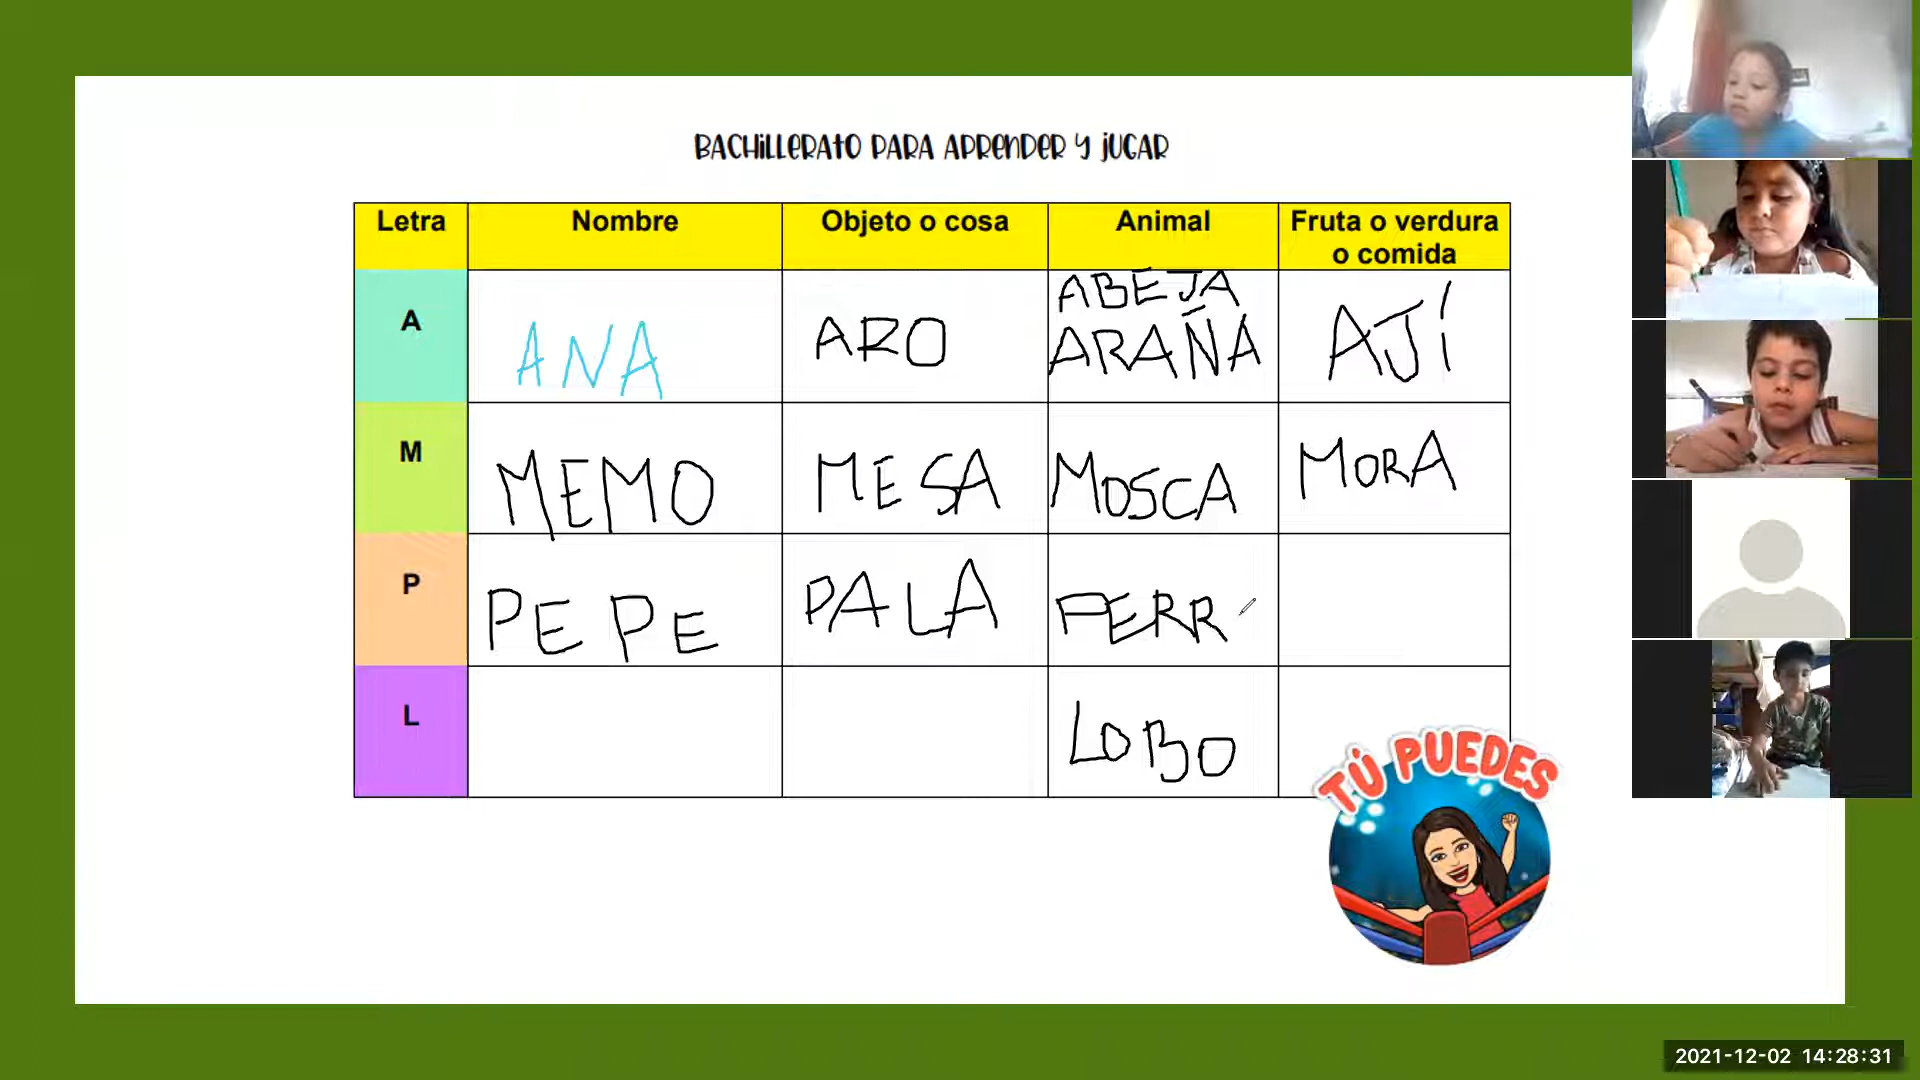 BACHILLERATO PARA APRENDER Y JUGAR
Letra Nombre Objeto o cosa Animal Fruta o verdura o comida
A ANA ARO ABEJA ARAÑA AJÍ
M MEMO MESA MOSCA MORA
P PEPE PALA PERR
L LOBO
TÚ PUEDES
2021-12-02 14:28:31